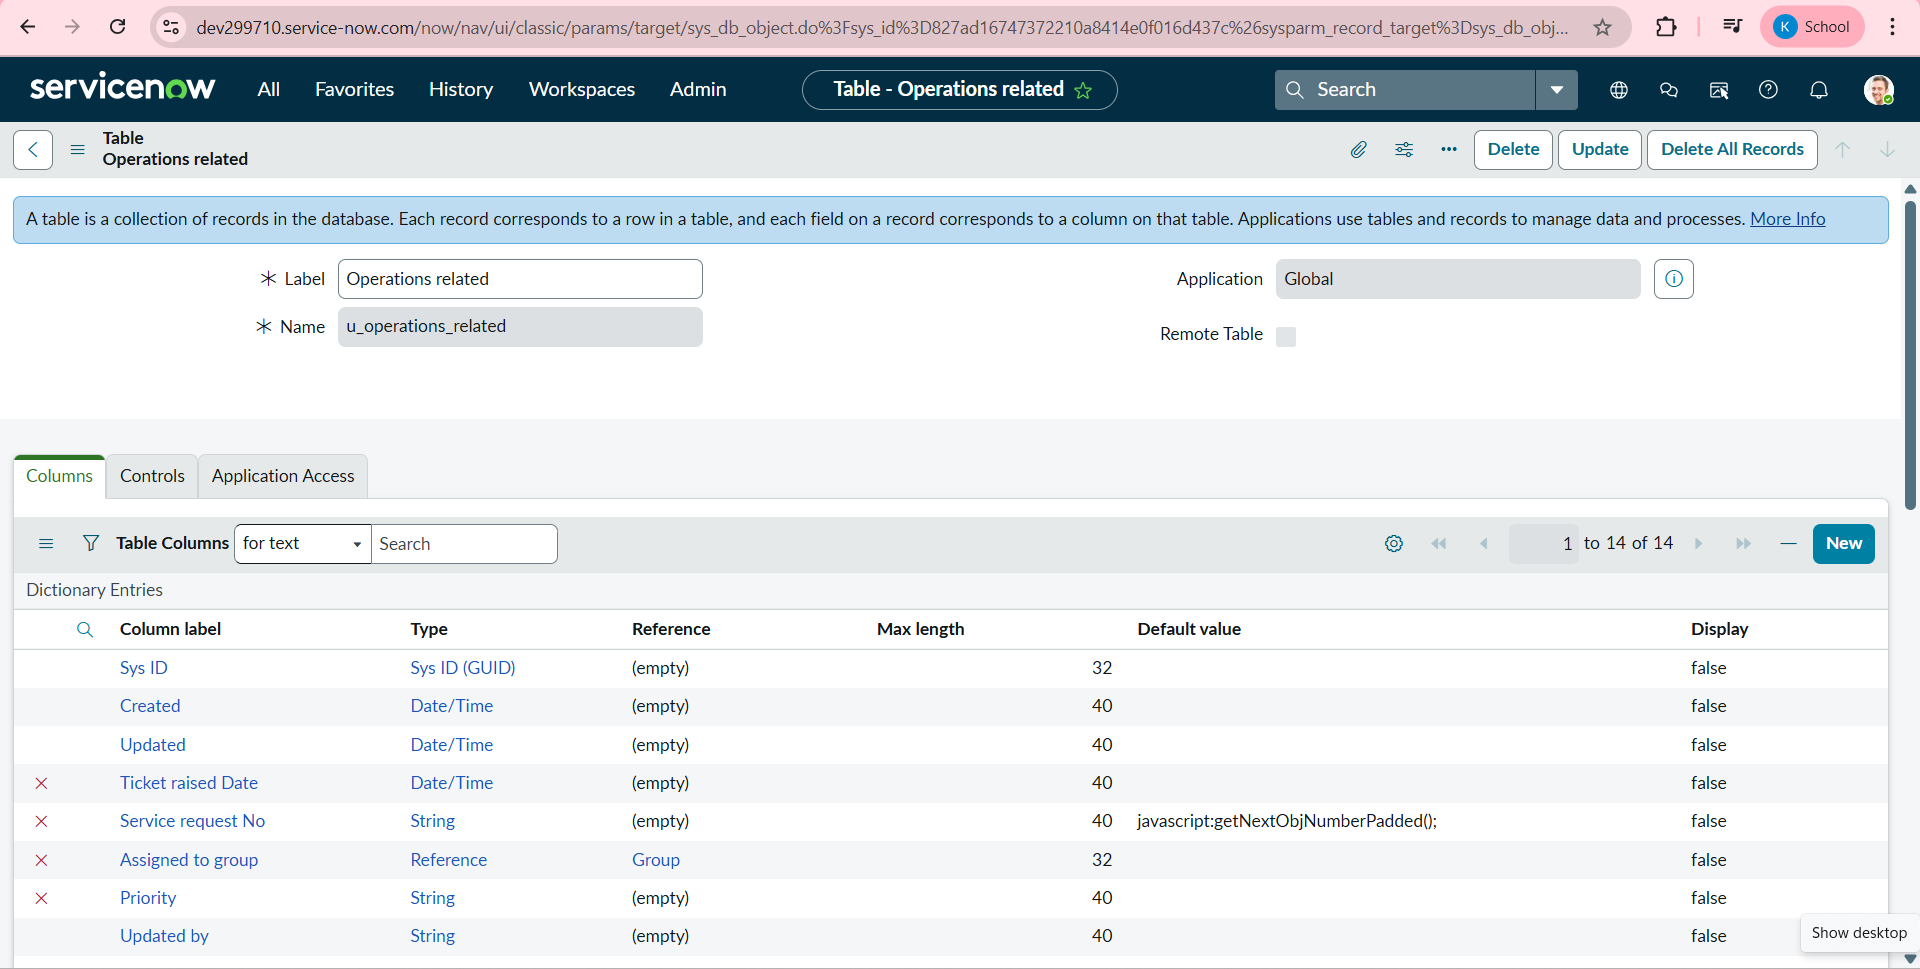 dev299710.service-now.com/now/nav/ui/classic/params/target/sys_db_object.do%3Fsys_id%3D827ad16747372210a8414e0f016d437c%26sysparm_record_target%3Dsys_db_obj...
K School
servicenow All Favorites History Workspaces Admin Table - Operations related Search
Table
Operations related
Delete Update Delete All Records
A table is a collection of records in the database. Each record corresponds to a row in a table, and each field on a record corresponds to a column on that table. Applications use tables and records to manage data and processes. More Info
Label Operations related Application Global
Name u_operations_related Remote Table
Columns Controls Application Access
Table Columns for text Search 1 to 14 of 14 New
Dictionary Entries
Column label Type Reference Max length Default value Display
Sys ID Sys ID (GUID) (empty) 32 false
Created Date/Time (empty) 40 false
Updated Date/Time (empty) 40 false
Ticket raised Date Date/Time (empty) 40 false
Service request No String (empty) 40 javascript:getNextObjNumberPadded(); false
Assigned to group Reference Group 32 false
Priority String (empty) 40 false
Updated by String (empty) 40 false
Show desktop